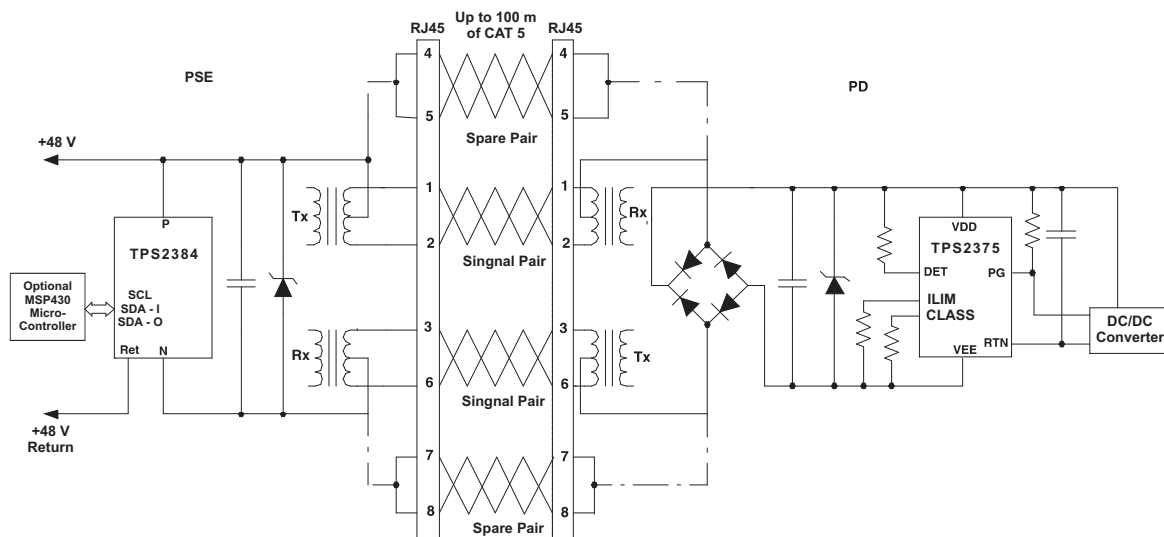 Up to 100 m
of CAT 5
RJ45
RJ45
PSE
PD
4
4
5
5
Spare Pair
+48 V
1
1
Tx
Rx
Singnal Pair
2
2
P
TPS2384
VDD
TPS2375
DET
PG
ILIM
CLASS
VEE
RTN
DC/DC
Converter
Optional
MSP430
Micro-
Controller
SCL
SDA - I
SDA - O
Ret
N
3
3
Rx
Tx
6
6
Singnal Pair
+48 V
Return
7
7
8
8
Spare Pair